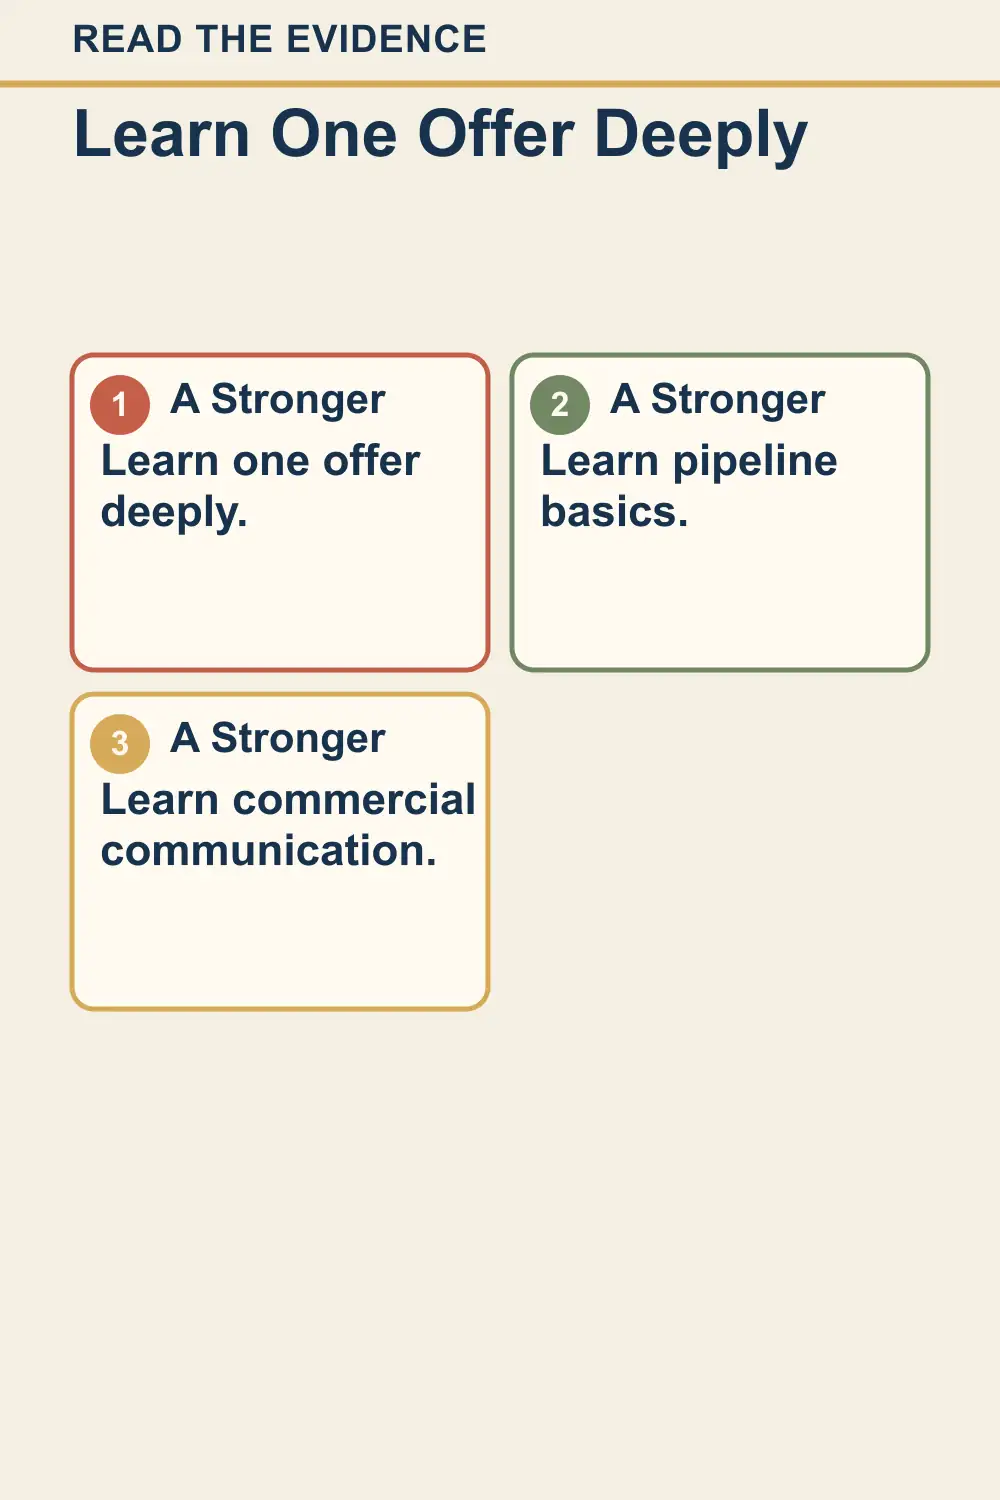 READ THE EVIDENCE
Learn One Offer Deeply
1 A Stronger
Learn one offer
deeply.
2 A Stronger
Learn pipeline
basics.
3 A Stronger
Learn commercial
communication.